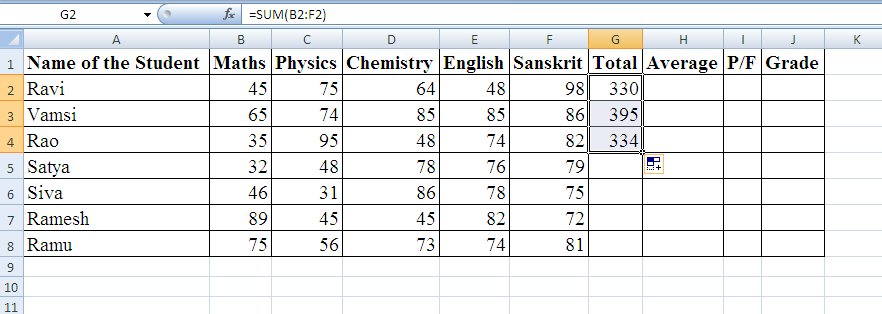 G2 fx =SUM(B2:F2)
A B C D E F G H I J K
1 Name of the Student Maths Physics Chemistry English Sanskrit Total Average P/F Grade
2 Ravi 45 75 64 48 98 330
3 Vamsi 65 74 85 85 86 395
4 Rao 35 95 48 74 82 334
5 Satya 32 48 78 76 79
6 Siva 46 31 86 78 75
7 Ramesh 89 45 45 82 72
8 Ramu 75 56 73 74 81
9
10
11